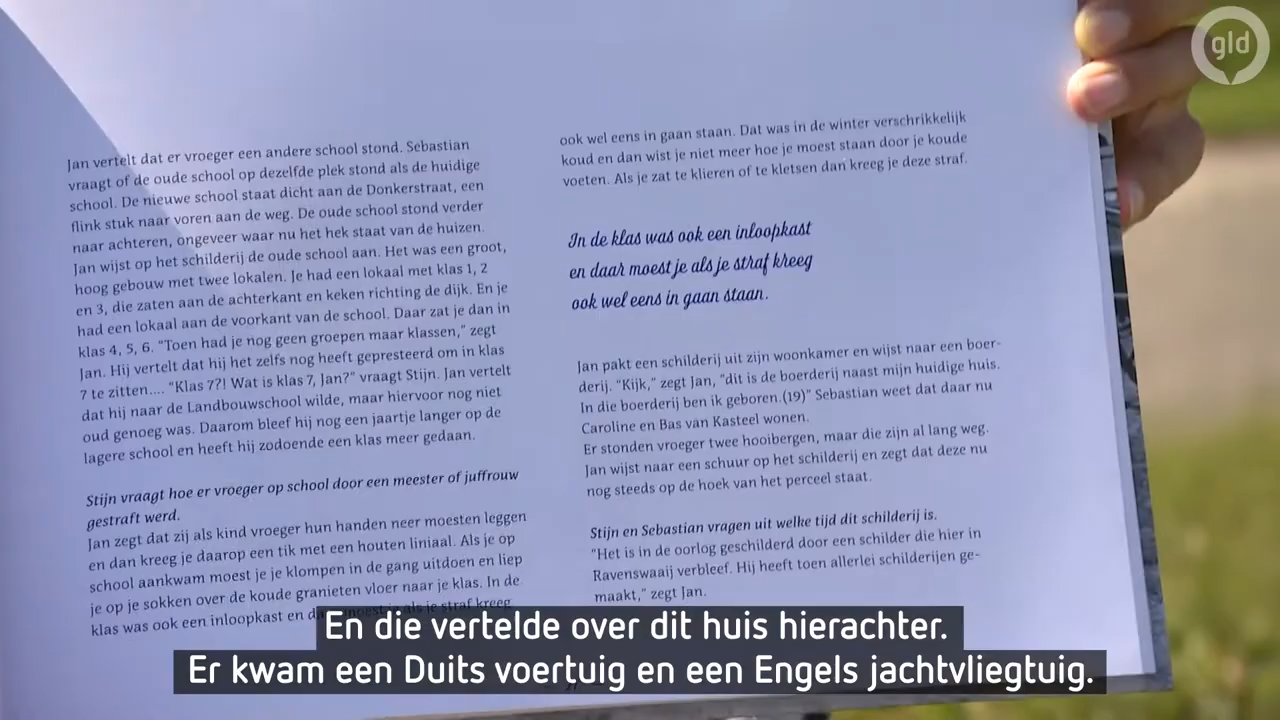 gld
Jan vertelt dat er vroeger een andere school stond. Sebastian
vraagt of de oude school op dezelfde plek stond als de huidige
school. De nieuwe school staat dicht aan de Donkerstraat, een
flink stuk naar voren aan de weg. De oude school stond verder
naar achteren, ongeveer waar nu het hek staat van de huizen.
Jan wijst op het schilderij de oude school aan. Het was een groot,
hoog gebouw met twee lokalen. Je had een lokaal met klas 1, 2
en 3, die zaten aan de achterkant en keken richting de dijk. En je
had een lokaal aan de voorkant van de school. Daar zat je dan in
klas 4, 5, 6. “Toen had je nog geen groepen maar klassen,” zegt
Jan. Hij vertelt dat hij het zelfs nog heeft gepresteerd om in klas
7 te zitten.... “Klas 7?! Wat is klas 7, Jan?” vraagt Stijn. Jan vertelt
dat hij naar de Landbouwschool wilde, maar hiervoor nog niet
oud genoeg was. Daarom bleef hij nog een jaartje langer op de
lagere school en heeft hij zodoende een klas meer gedaan.
Stijn vraagt hoe er vroeger op school door een meester of juffrouw
gestraft werd.
Jan zegt dat zij als kind vroeger hun handen neer moesten leggen
en dan kreeg je daarop een tik met een houten liniaal. Als je op
school aankwam moest je je klompen in de gang uitdoen en liep
je op je sokken over de koude granieten vloer naar je klas. In de
klas was ook een inloopkast en daar moest je als je straf kreeg
ook wel eens in gaan staan. Dat was in de winter verschrikkelijk
koud en dan wist je niet meer hoe je moest staan door je koude
voeten. Als je zat te klieren of te kletsen dan kreeg je deze straf.
In de klas was ook een inloopkast
en daar moest je als je straf kreeg
ook wel eens in gaan staan.
Jan pakt een schilderij uit zijn woonkamer en wijst naar een boer-
derij. “Kijk,” zegt Jan, “dit is de boerderij naast mijn huidige huis.
In die boerderij ben ik geboren.(19)” Sebastian weet dat daar nu
Caroline en Bas van Kasteel wonen.
Er stonden vroeger twee hooibergen, maar die zijn al lang weg.
Jan wijst naar een schuur op het schilderij en zegt dat deze nu
nog steeds op de hoek van het perceel staat.
Stijn en Sebastian vragen uit welke tijd dit schilderij is.
“Het is in de oorlog geschilderd door een schilder die hier in
Ravenswaaij verbleef. Hij heeft toen allerlei schilderijen ge-
maakt,” zegt Jan.
En die vertelde over dit huis hierachter.
Er kwam een Duits voertuig en een Engels jachtvliegtuig.